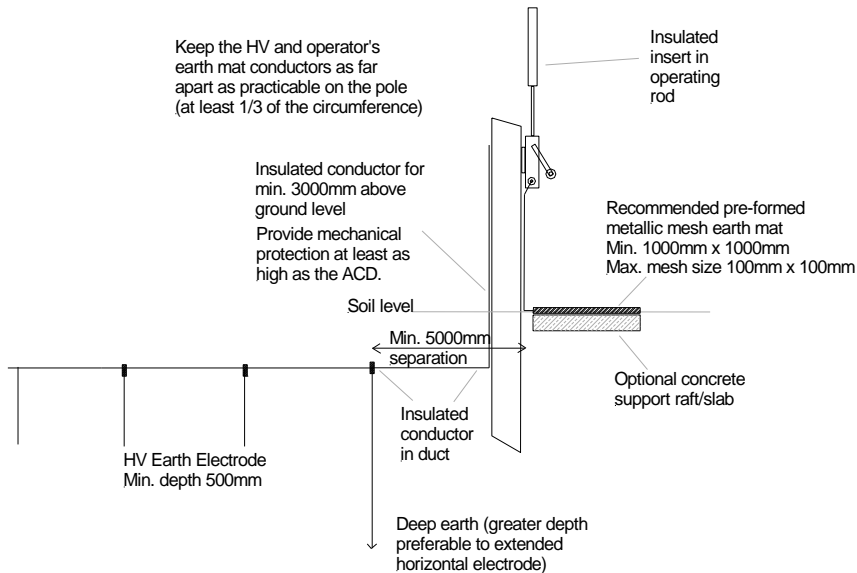 Keep the HV and operator's
earth mat conductors as far
apart as practicable on the pole
(at least 1/3 of the circumference)
Insulated
insert in
operating
rod
Insulated conductor for
min. 3000mm above
ground level
Provide mechanical
protection at least as
high as the ACD.
Recommended pre-formed
metallic mesh earth mat
Min. 1000mm x 1000mm
Max. mesh size 100mm x 100mm
Soil level
Min. 5000mm
separation
Optional concrete
support raft/slab
Insulated
conductor
in duct
HV Earth Electrode
Min. depth 500mm
Deep earth (greater depth
preferable to extended
horizontal electrode)